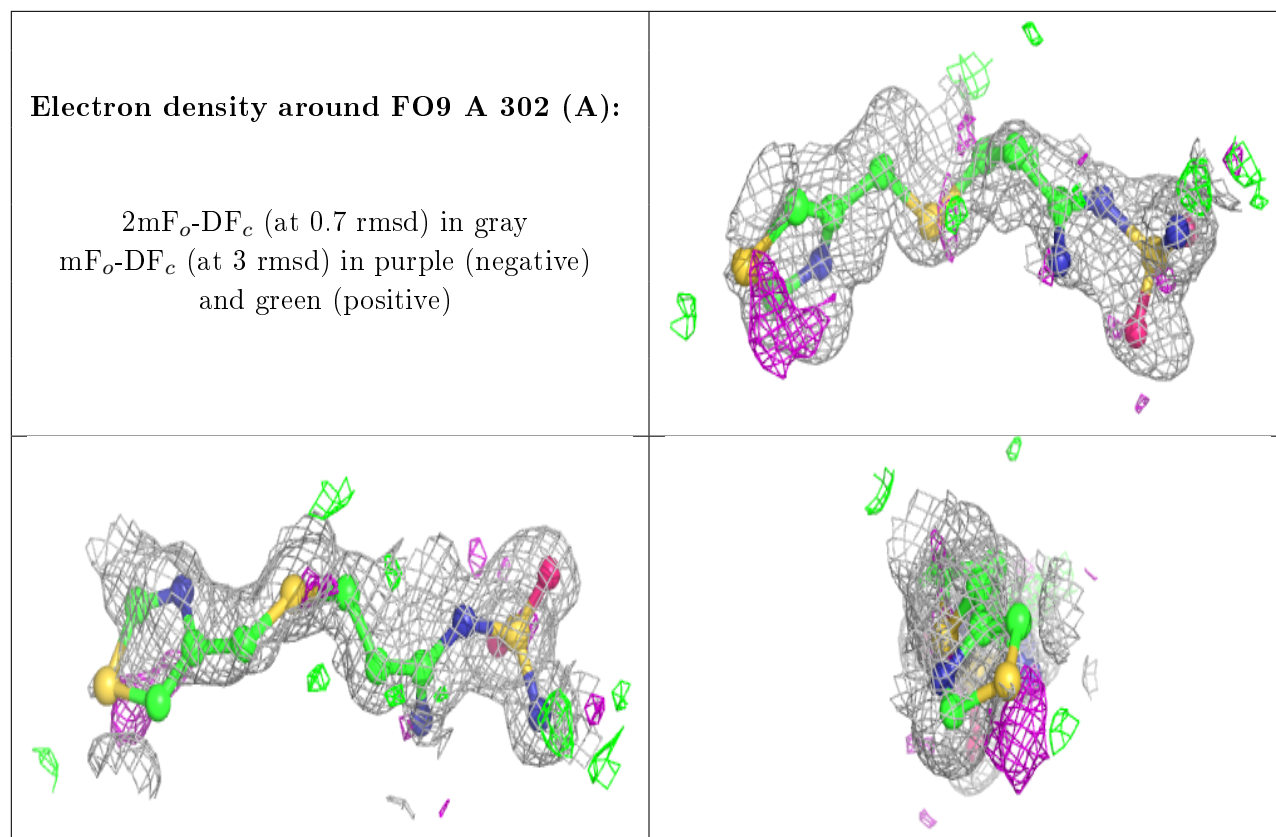 Electron density around FO9 A 302 (A):
2mFo-DFc (at 0.7 rmsd) in gray
mFo-DFc (at 3 rmsd) in purple (negative)
and green (positive)